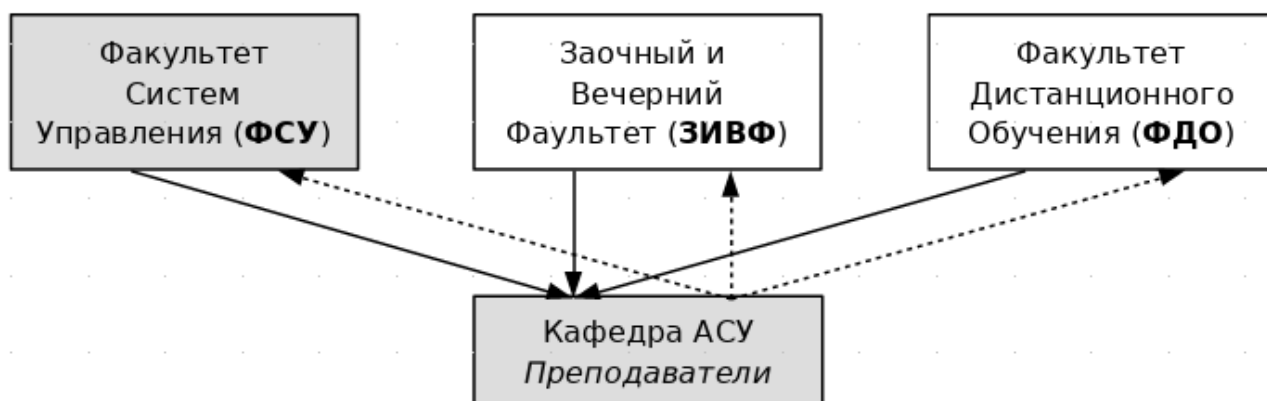 Факультет
Систем
Управления (ФСУ)
Заочный и
Вечерний
Фаультет (ЗИВФ)
Факультет
Дистанционного
Обучения (ФДО)
Кафедра АСУ
Преподаватели